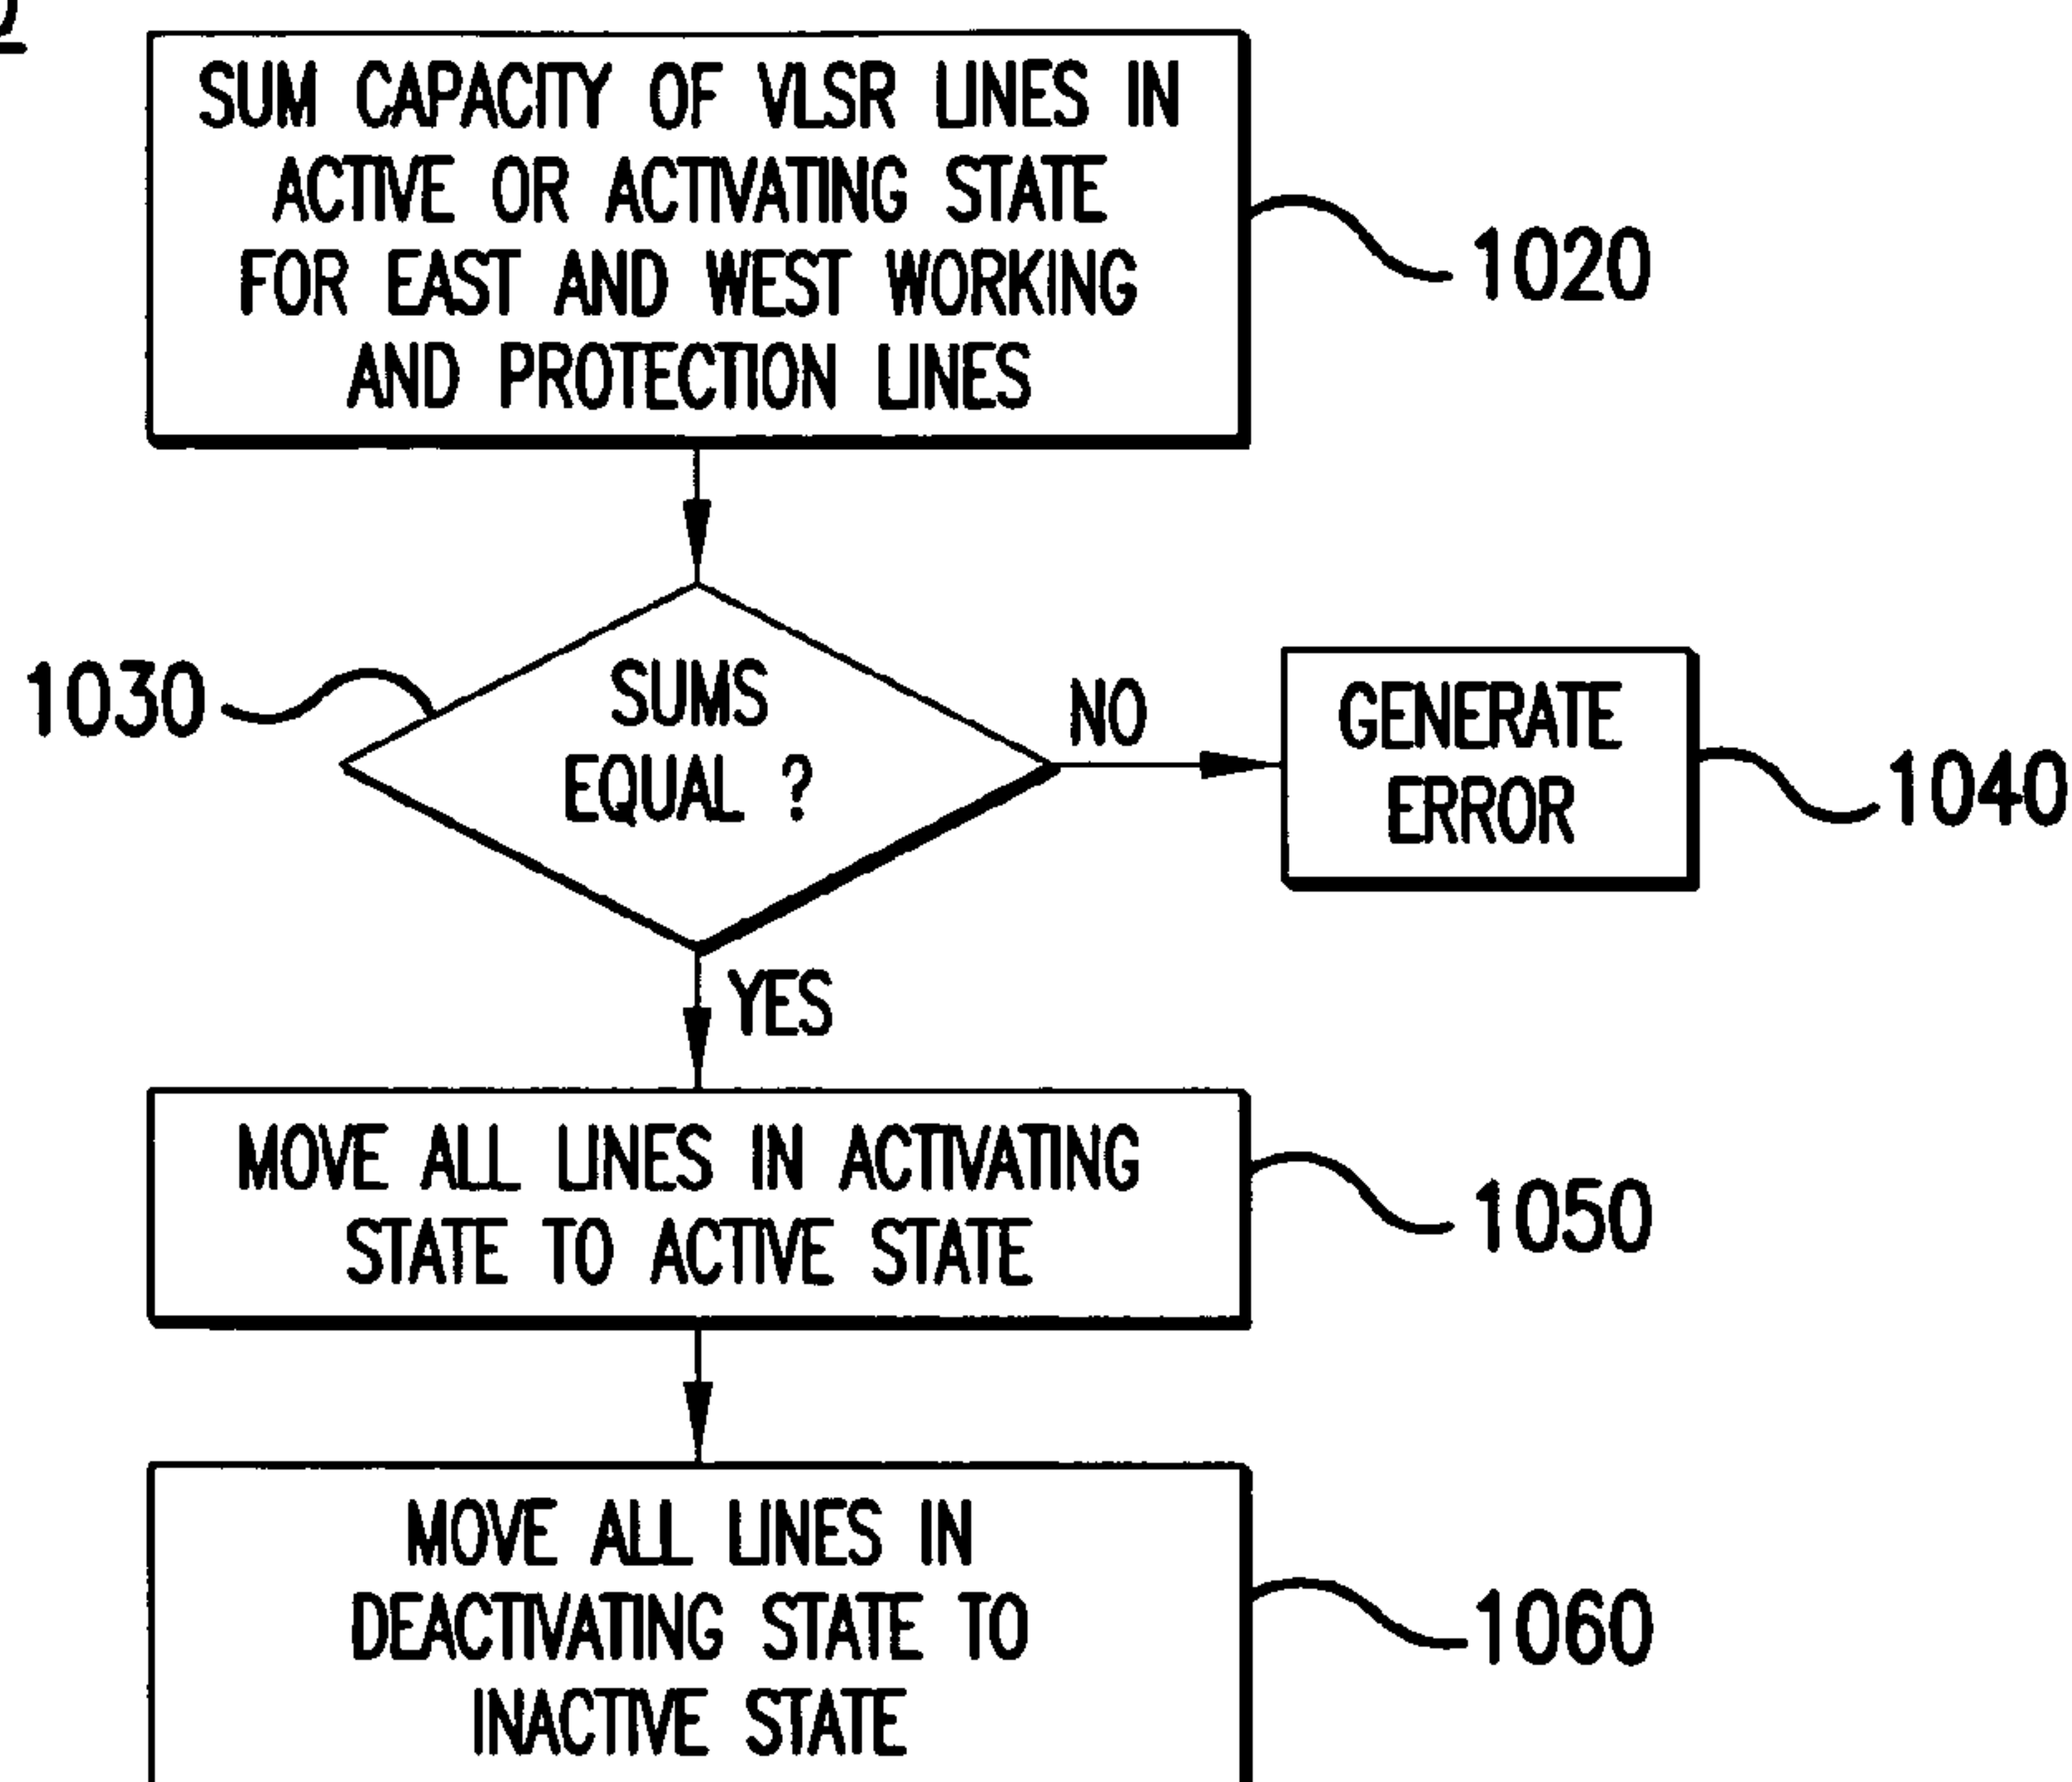 SUM CAPACITY OF VLSR LINES IN
ACTIVE OR ACTIVATING STATE
FOR EAST AND WEST WORKING
AND PROTECTION LINES
1020
1030
SUMS
EQUAL ?
NO
GENERATE
ERROR
1040
YES
MOVE ALL LINES IN ACTIVATING
STATE TO ACTIVE STATE
1050
MOVE ALL LINES IN
DEACTIVATING STATE TO
INACTIVE STATE
1060